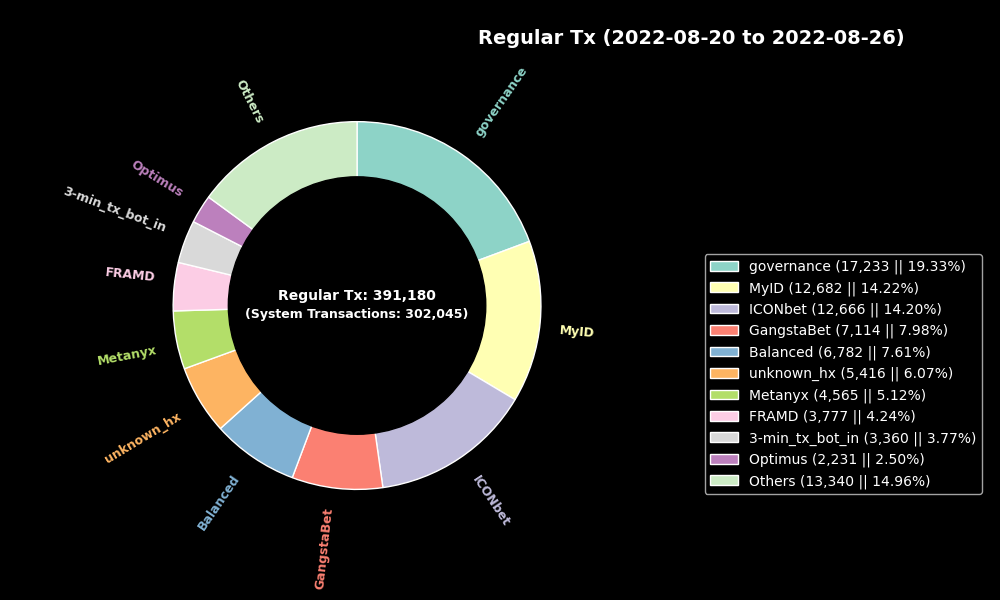 Regular Tx (2022-08-20 to 2022-08-26)
governance
Others
Optimus
3-min_tx_bot_in
FRAMD
Metanyx
unknown_hx
Balanced
GangstaBet
ICONbet
MyID
Regular Tx: 391,180
(System Transactions: 302,045)
governance (17,233 || 19.33%)
MyID (12,682 || 14.22%)
ICONbet (12,666 || 14.20%)
GangstaBet (7,114 || 7.98%)
Balanced (6,782 || 7.61%)
unknown_hx (5,416 || 6.07%)
Metanyx (4,565 || 5.12%)
FRAMD (3,777 || 4.24%)
3-min_tx_bot_in (3,360 || 3.77%)
Optimus (2,231 || 2.50%)
Others (13,340 || 14.96%)